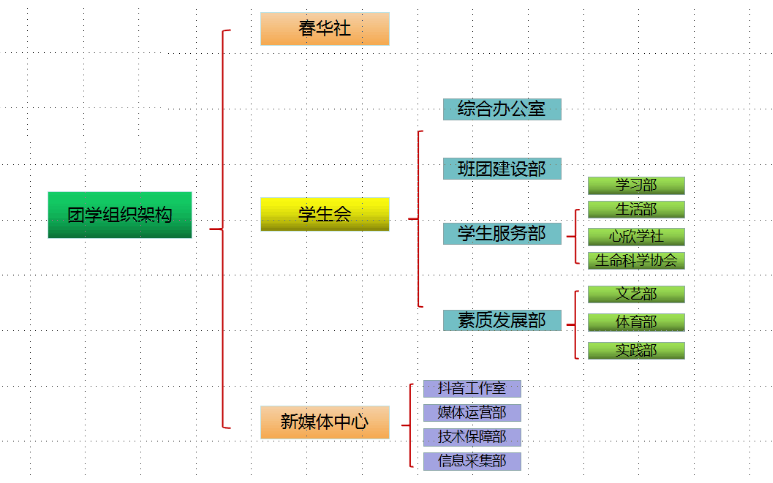 春华社
综合办公室
班团建设部
学习部
团学组织架构
学生会
生活部
学生服务部
心欣学社
生命科学协会
文艺部
素质发展部
体育部
实践部
新媒体中心
抖音工作室
媒体运营部
技术保障部
信息采集部